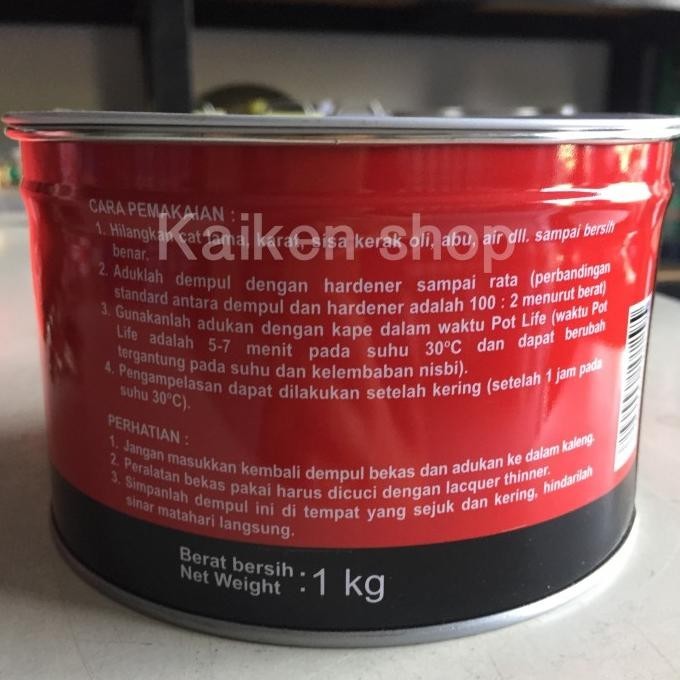 Kaiken shop
CARA PEMAKAIAN :
1. Hilangkan cat lama, karat, sisa kerak oli, abu, air dll. sampai bersih
benar.
2. Aduklah dempul dengan hardener sampai rata (perbandingan
standard antara dempul dan hardener adalah 100 : 2 menurut berat)
3. Gunakanlah adukan dengan kape dalam waktu Pot Life (waktu Pot
Life adalah 5-7 menit pada suhu 30ºC dan dapat berubah
tergantung pada suhu dan kelembaban nisbi).
4. Pengampelasan dapat dilakukan setelah kering (setelah 1 jam pada
suhu 30ºC).
PERHATIAN :
1. Jangan masukkan kembali dempul bekas dan adukan ke dalam kaleng.
2. Peralatan bekas pakai harus dicuci dengan lacquer thinner.
3. Simpanlah dempul ini di tempat yang sejuk dan kering, hindarilah
sinar matahari langsung.
Berat bersih : 1 kg
Net Weight